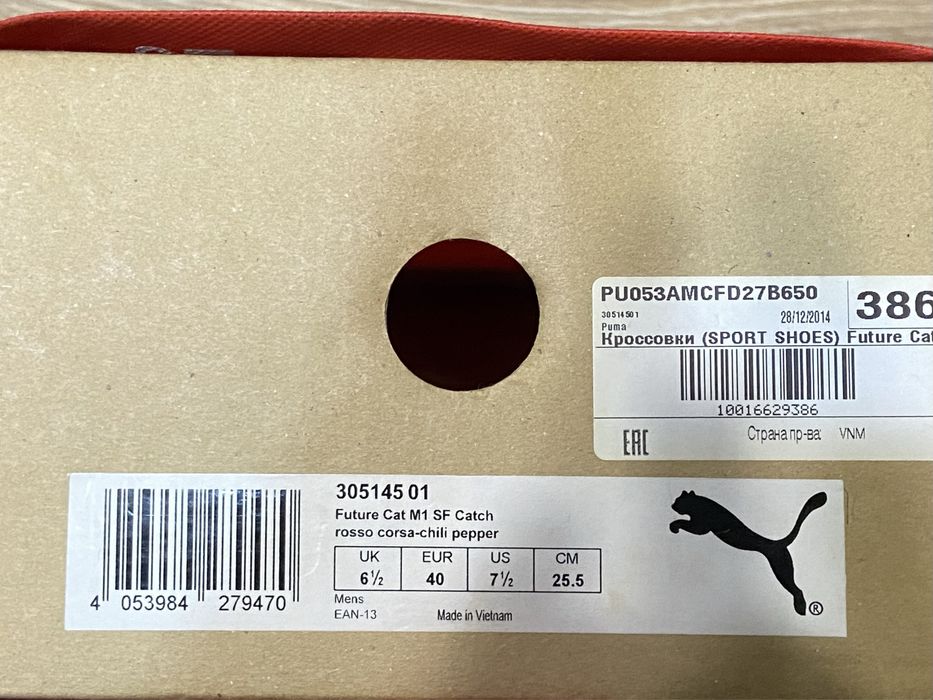 PU053AMCFD27B650
386
30514501
28/12/2014
Puma
Кроссовки (SPORT SHOES) Future Cat
10016629386
EAC
Страна пр-ва: VNM
305145 01
Future Cat M1 SF Catch
rosso corsa-chili pepper
UK EUR US CM
6½ 40 7½ 25.5
Mens
EAN-13 Made in Vietnam
4 053984 279470
®